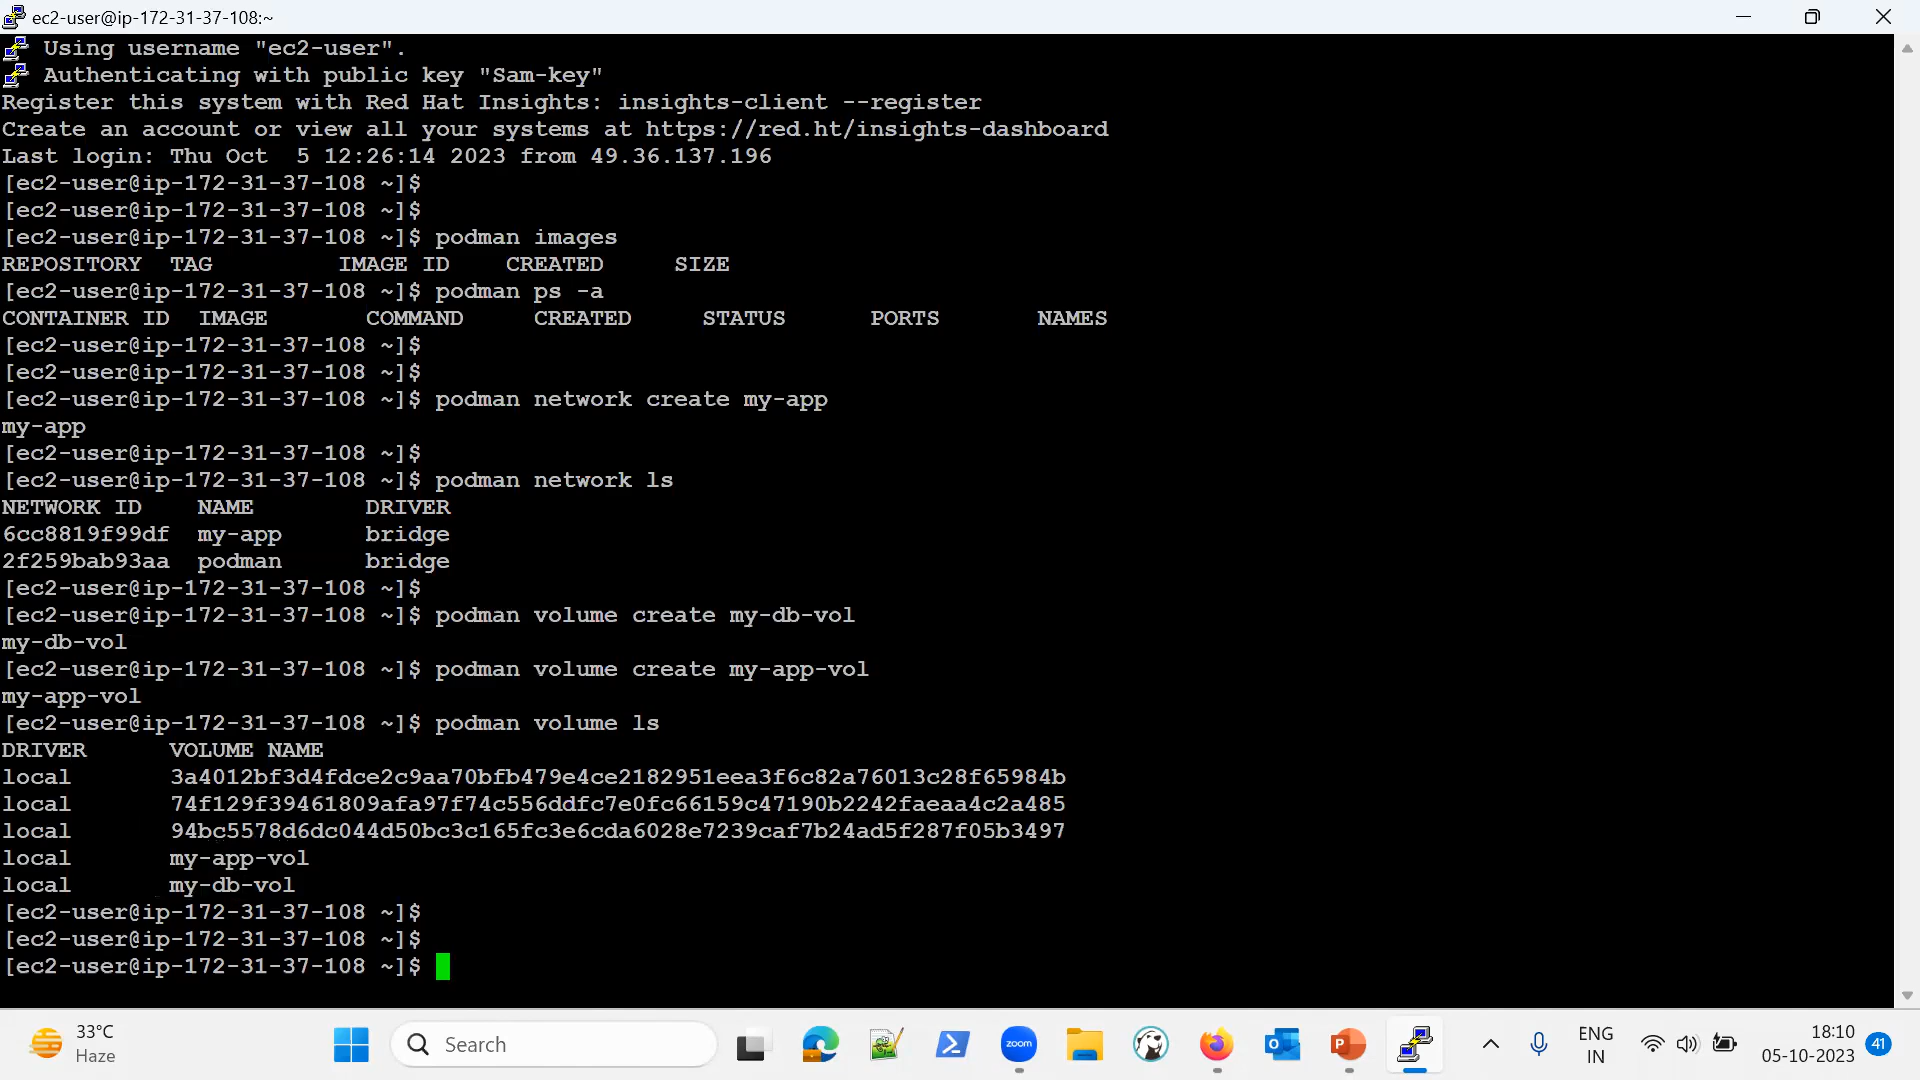 ec2-user@ip-172-31-37-108:~
Using username "ec2-user".
Authenticating with public key "Sam-key"
Register this system with Red Hat Insights: insights-client --register
Create an account or view all your systems at https://red.ht/insights-dashboard
Last login: Thu Oct  5 12:26:14 2023 from 49.36.137.196
[ec2-user@ip-172-31-37-108 ~]$
[ec2-user@ip-172-31-37-108 ~]$
[ec2-user@ip-172-31-37-108 ~]$ podman images
REPOSITORY  TAG         IMAGE ID    CREATED     SIZE
[ec2-user@ip-172-31-37-108 ~]$ podman ps -a
CONTAINER ID  IMAGE       COMMAND     CREATED     STATUS      PORTS       NAMES
[ec2-user@ip-172-31-37-108 ~]$
[ec2-user@ip-172-31-37-108 ~]$
[ec2-user@ip-172-31-37-108 ~]$ podman network create my-app
my-app
[ec2-user@ip-172-31-37-108 ~]$
[ec2-user@ip-172-31-37-108 ~]$ podman network ls
NETWORK ID    NAME        DRIVER
6cc8819f99df  my-app      bridge
2f259bab93aa  podman      bridge
[ec2-user@ip-172-31-37-108 ~]$
[ec2-user@ip-172-31-37-108 ~]$ podman volume create my-db-vol
my-db-vol
[ec2-user@ip-172-31-37-108 ~]$ podman volume create my-app-vol
my-app-vol
[ec2-user@ip-172-31-37-108 ~]$ podman volume ls
DRIVER      VOLUME NAME
local       3a4012bf3d4fdce2c9aa70bfb479e4ce2182951eea3f6c82a76013c28f65984b
local       74f129f39461809afa97f74c556ddfc7e0fc66159c47190b2242faeaa4c2a485
local       94bc5578d6dc044d50bc3c165fc3e6cda6028e7239caf7b24ad5f287f05b3497
local       my-app-vol
local       my-db-vol
[ec2-user@ip-172-31-37-108 ~]$
[ec2-user@ip-172-31-37-108 ~]$
[ec2-user@ip-172-31-37-108 ~]$
33°C
Haze
Search
zoom
ENG
IN
18:10
05-10-2023
41